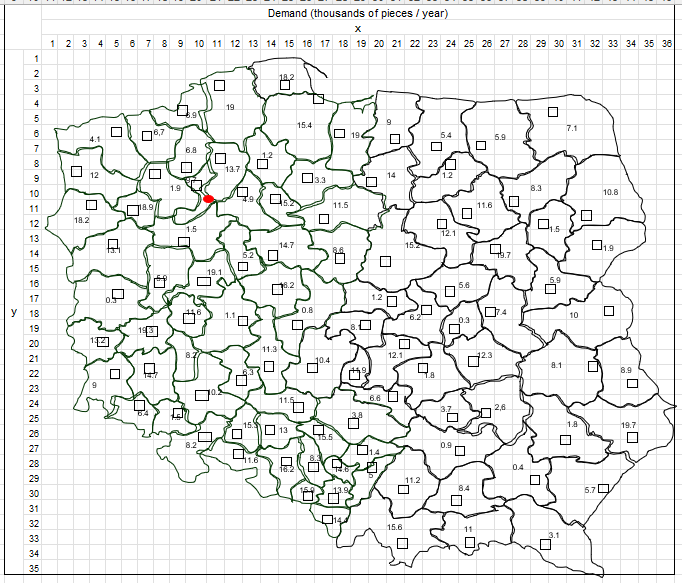 Demand (thousands of pieces / year)
x
1 2 3 4 5 6 7 8 9 10 11 12 13 14 15 16 17 18 19 20 21 22 23 24 25 26 27 28 29 30 31 32 33 34 35 36
1
2 18.2
3
4 19
5 15.4 9 7.1
6 4.1 6,7 19 5.4 5.9
7 6.8 1.2
8 13.7 14 1.2
9 12 1.9 3.3 8.3
10 4.9 15.2 10.8
11 18.2 18.9 11.5 11.6
12 1.5 12.1 1.5
13 13.1 14.7 15.2 1.9
14 5.2 8.6 19.7
15 19.1
16 5.9 16.2 5.6 5.9
17 0.3 1.2
y 18 11.6 1.1 0.8 6.2 7.4 10
19 19.3 8.1 0.3
20 13.2 11.3
21 8.2 10.4 12.1 12.3 8.1
22 14.7 6.3 11.9 1.8 8.9
23 9 10.2
24 6.4 11.5 6.6 3.7 2,6
25 1.5 15.3 3.8 1.8 19.7
26 8.2 13 15.5
27 11.6 8.3 1.4 0.9
28 16.2 14.6 5 0.4
29 11.2 8.4
30 15.9 13.9 5.7
31
32 14.4 15.6 11
33 3.1
34
35